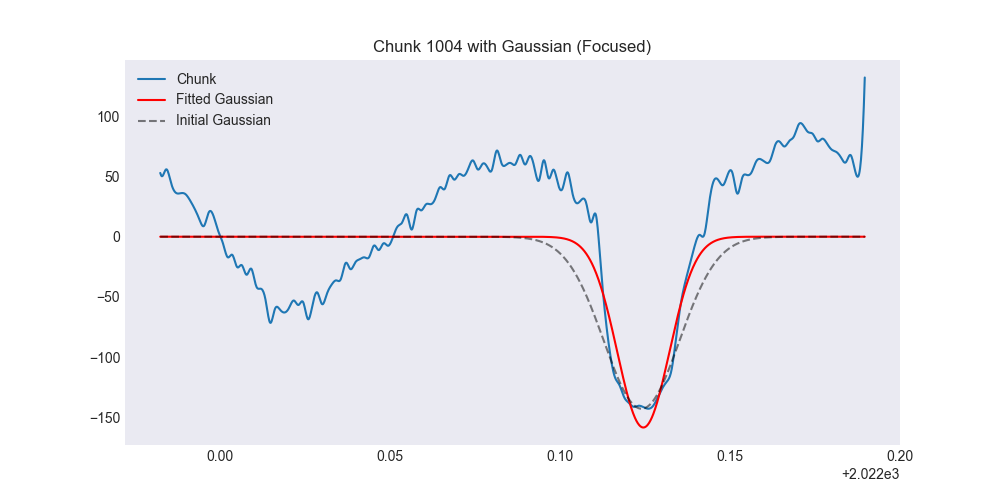 Chunk 1004 with Gaussian (Focused)
Chunk
Fitted Gaussian
Initial Gaussian
100
50
0
−50
−100
−150
0.00 0.05 0.10 0.15 0.20
+2.022e3